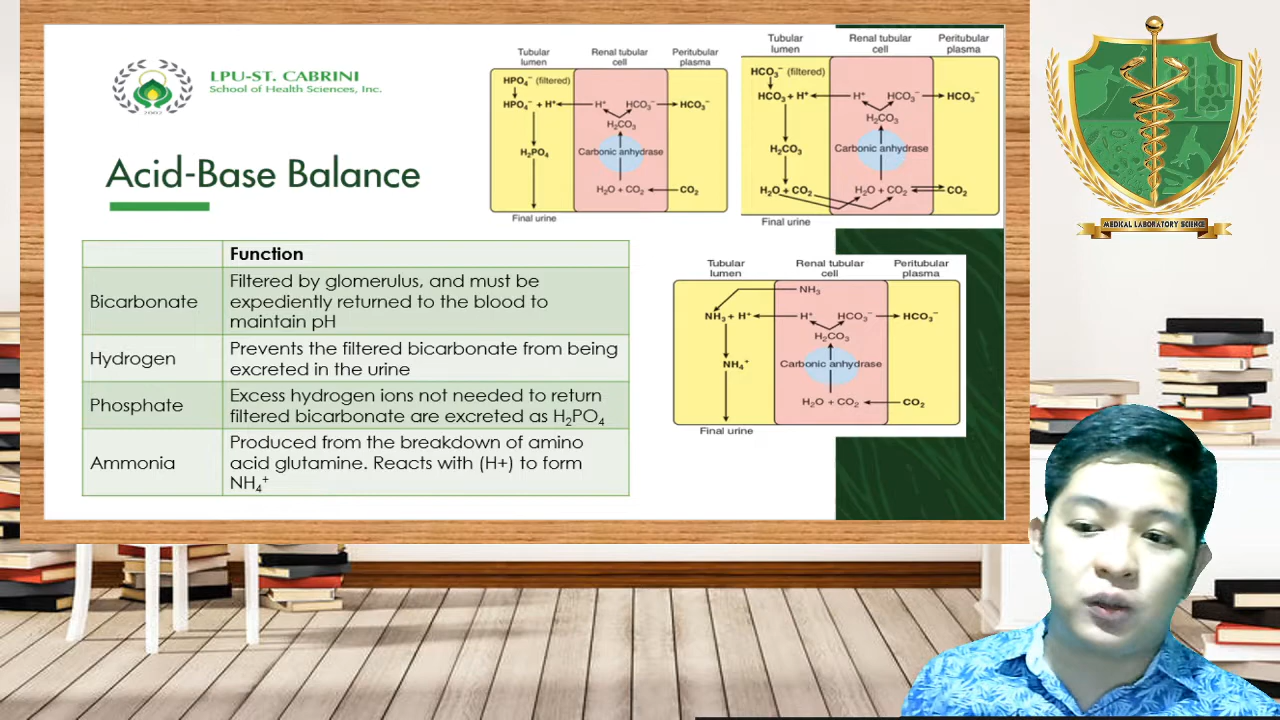 LPU-ST. CABRINI
School of Health Sciences, Inc.
2002
Acid-Base Balance
Function
Bicarbonate
Filtered by glomerulus, and must be
expediently returned to the blood to
maintain pH
Hydrogen
Prevents the filtered bicarbonate from being
excreted in the urine
Phosphate
Excess hydrogen ions not needed to return
filtered bicarbonate are excreted as H₂PO₄
Ammonia
Produced from the breakdown of amino
acid glutamine. Reacts with (H+) to form
NH₄⁺
Tubular lumen
Renal tubular cell
Peritubular plasma
HPO₄⁻ (filtered)
HPO₄⁻ + H⁺
H⁺
HCO₃⁻
HCO₃⁻
H₂CO₃
H₂PO₄
Carbonic anhydrase
H₂O + CO₂
CO₂
Final urine
Tubular lumen
Renal tubular cell
Peritubular plasma
HCO₃⁻ (filtered)
HCO₃ + H⁺
H⁺
HCO₃⁻
HCO₃⁻
H₂CO₃
H₂CO₃
Carbonic anhydrase
H₂O + CO₂
H₂O + CO₂
CO₂
Final urine
Tubular lumen
Renal tubular cell
Peritubular plasma
NH₃
NH₃ + H⁺
H⁺
HCO₃⁻
HCO₃⁻
H₂CO₃
NH₄⁺
Carbonic anhydrase
H₂O + CO₂
CO₂
Final urine
MEDICAL LABORATORY SCIENCE